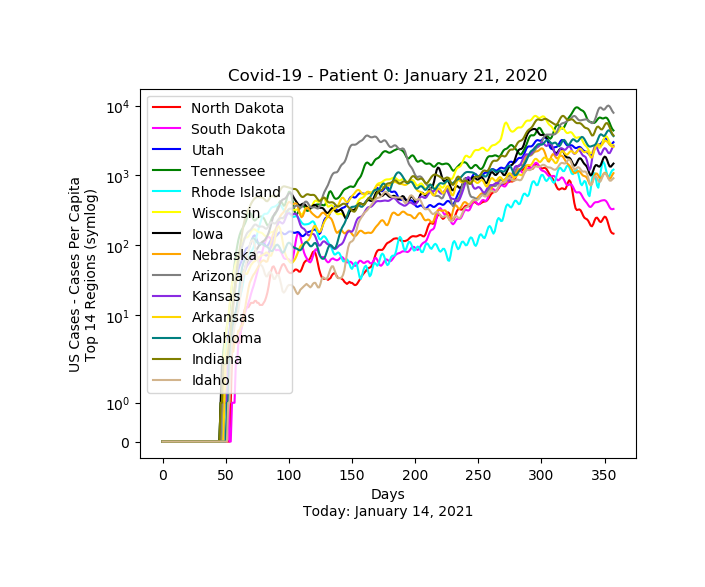 Covid-19 - Patient 0: January 21, 2020
US Cases - Cases Per Capita
Top 14 Regions (symlog)
10^4
10^3
10^2
10^1
10^0
0
North Dakota
South Dakota
Utah
Tennessee
Rhode Island
Wisconsin
Iowa
Nebraska
Arizona
Kansas
Arkansas
Oklahoma
Indiana
Idaho
0 50 100 150 200 250 300 350
Days
Today: January 14, 2021